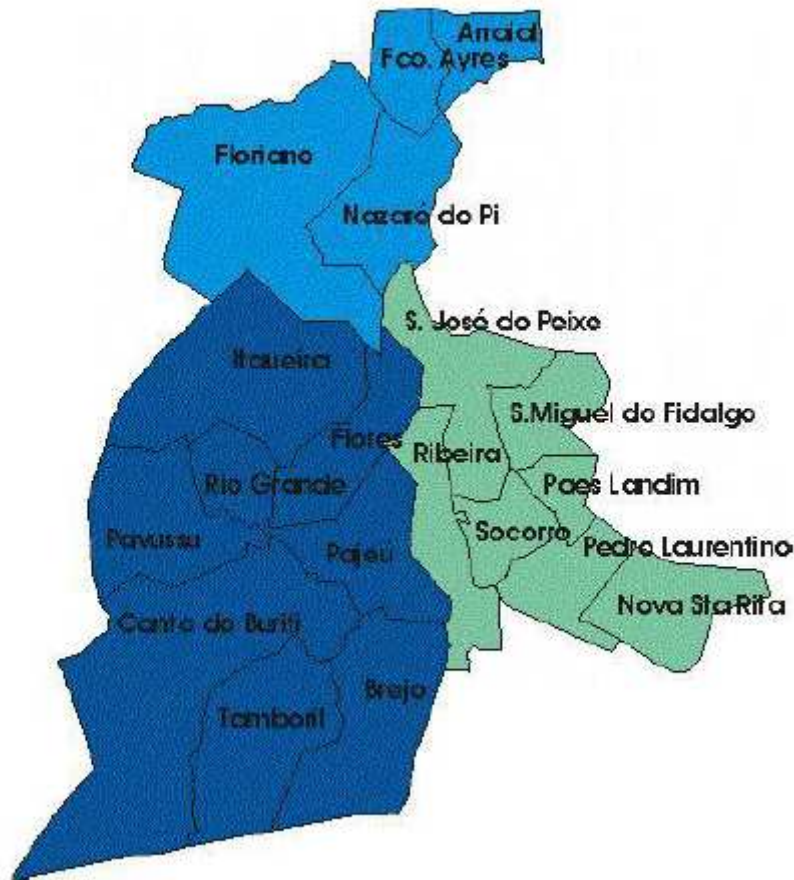 Arraial
Fco. Ayres
Floriano
Nazaré do Pi
S. José do Peixe
Itaueira
S.Miguel do Fidalgo
Flores
Ribeira
Rio Grande
Paes Landim
Socorro
Pavussu
Pajeú
Pedro Laurentino
Nova Sta Rita
Canto do Buriti
Brejo
Tamboril